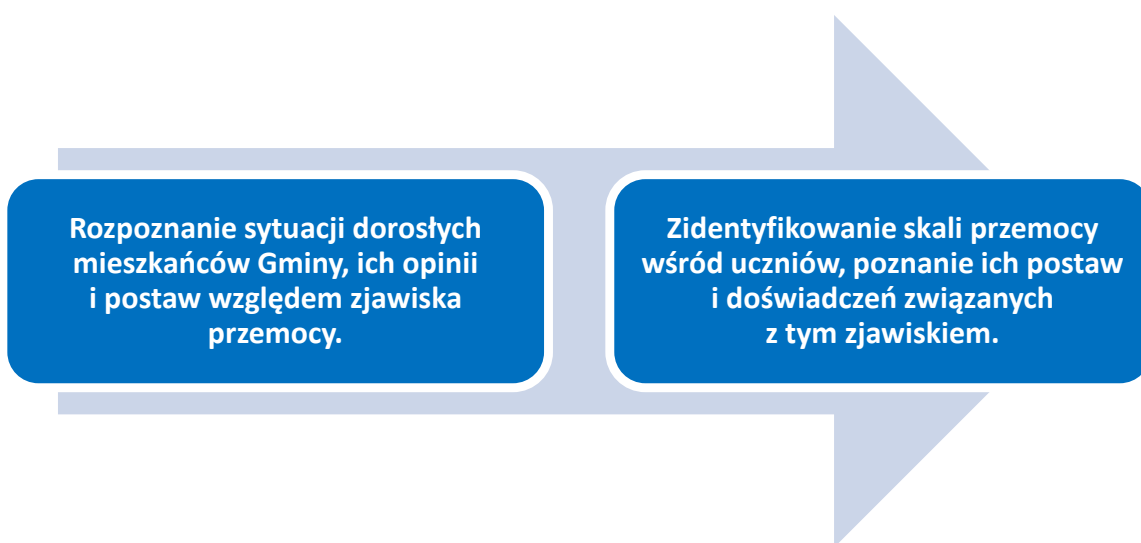 Rozpoznanie sytuacji dorosłych
mieszkańców Gminy, ich opinii
i postaw względem zjawiska
przemocy.
Zidentyfikowanie skali przemocy
wśród uczniów, poznanie ich postaw
i doświadczeń związanych
z tym zjawiskiem.